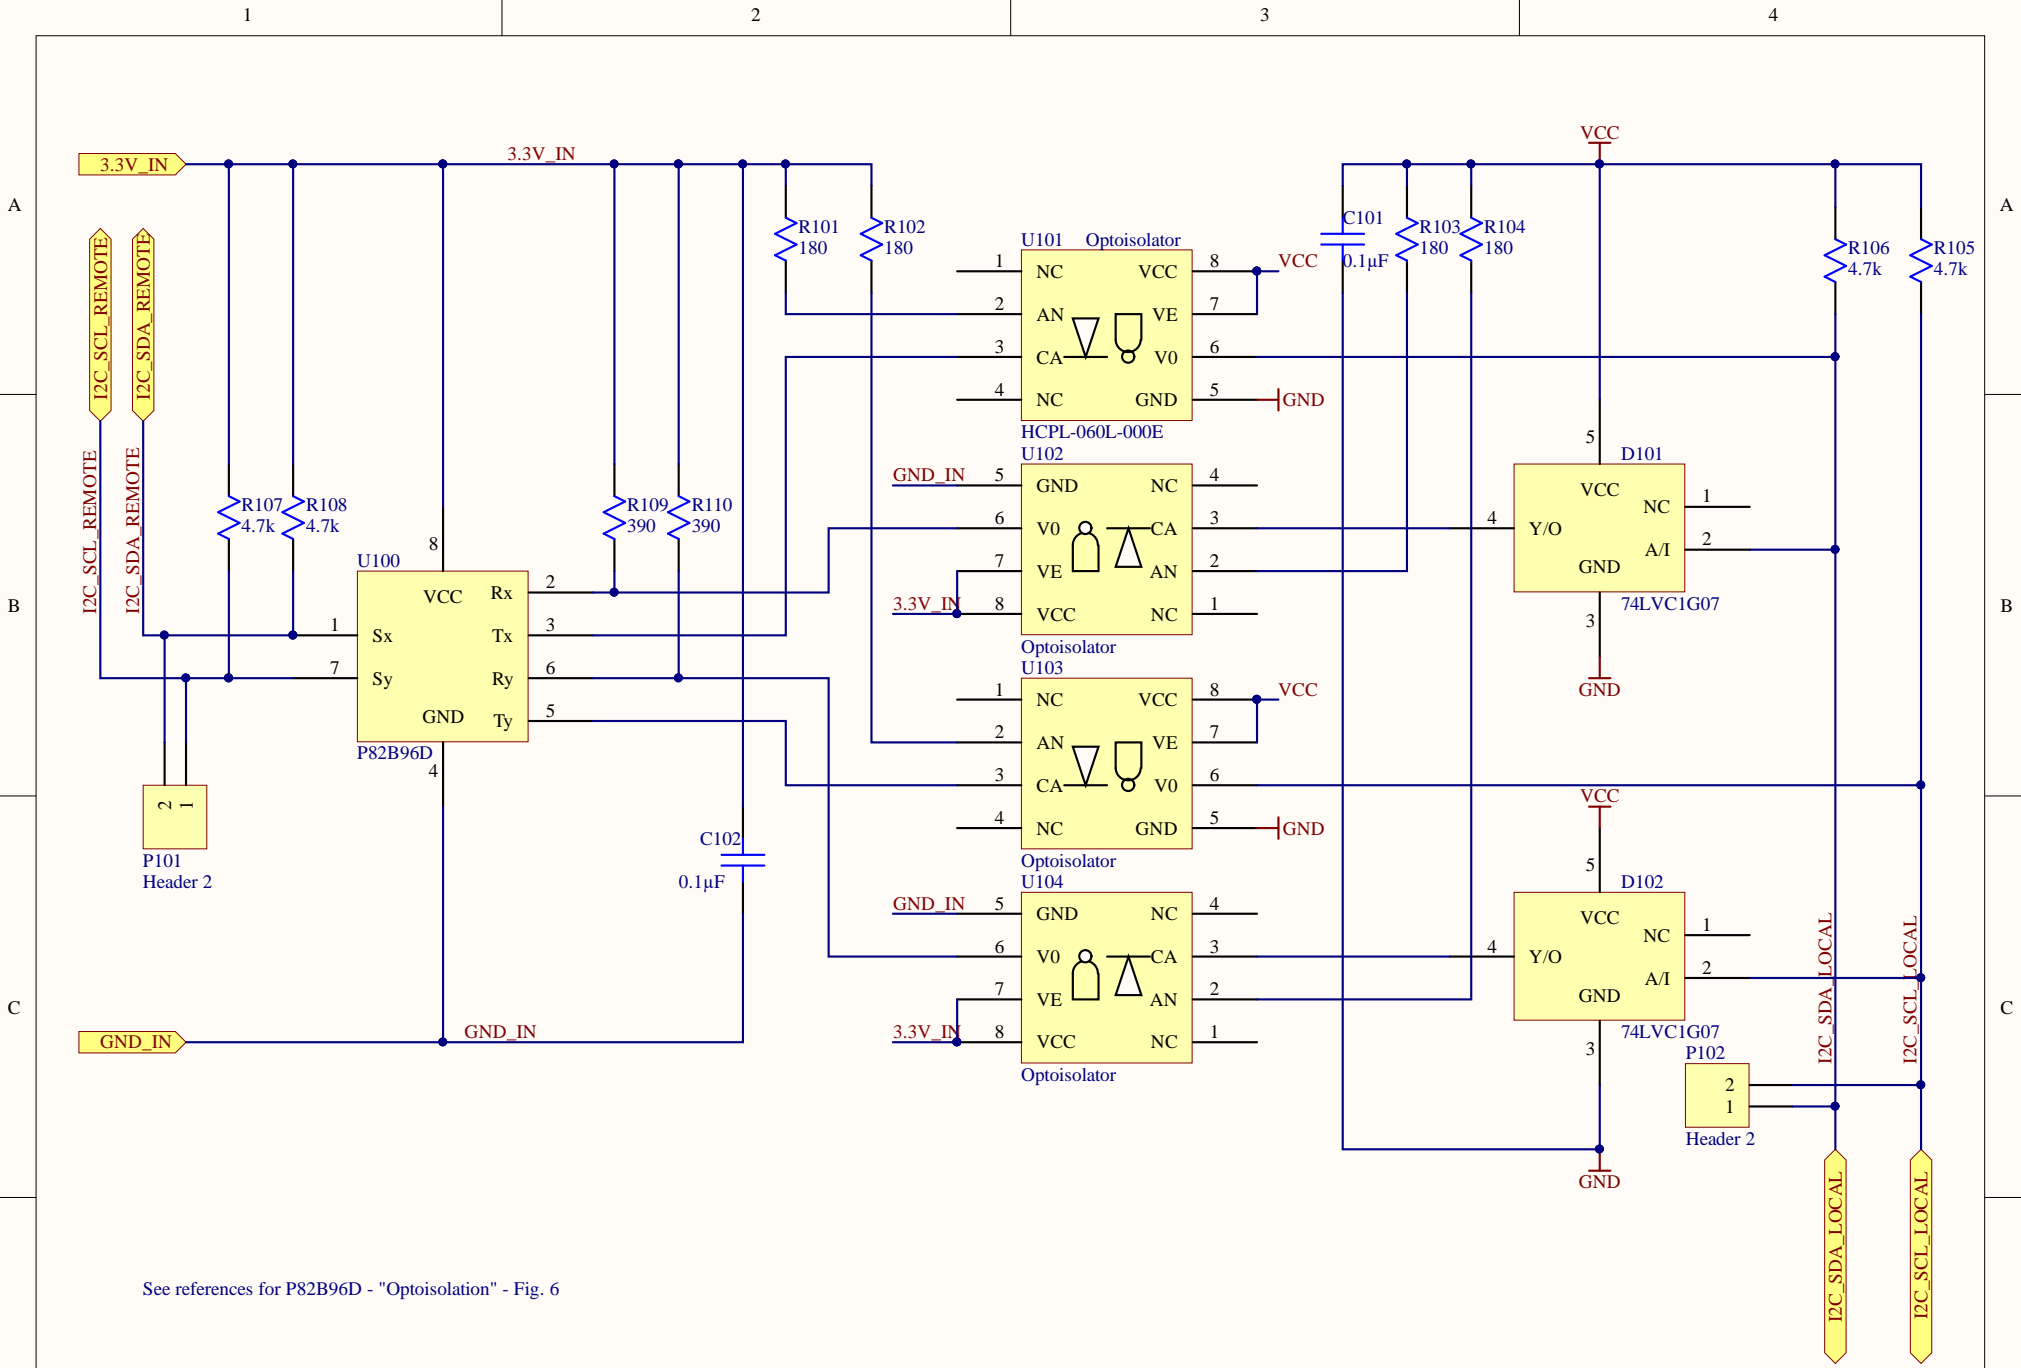 1 2 3 4
A A
B B
C C
3.3V_IN
3.3V_IN
I2C_SCL_REMOTE
I2C_SDA_REMOTE
I2C_SCL_REMOTE
I2C_SDA_REMOTE
R107
4.7k
R108
4.7k
U100
8
VCC
1 Sx
7 Sy
GND
4
Rx 2
Tx 3
Ry 6
Ty 5
P82B96D
2 1
P101
Header 2
GND_IN
GND_IN
R109
390
R110
390
R101
180
R102
180
C102
0.1µF
U101 Optoisolator
1 NC VCC 8
2 AN VE 7
3 CA V0 6
4 NC GND 5
VCC
GND
HCPL-060L-000E
U102
GND_IN
5 GND NC 4
6 V0 CA 3
7 VE AN 2
3.3V_IN
8 VCC NC 1
Optoisolator
U103
1 NC VCC 8
2 AN VE 7
3 CA V0 6
4 NC GND 5
VCC
GND
Optoisolator
U104
GND_IN
5 GND NC 4
6 V0 CA 3
7 VE AN 2
3.3V_IN
8 VCC NC 1
Optoisolator
C101
0.1µF
R103
180
R104
180
VCC
R106
4.7k
R105
4.7k
5
D101
VCC
NC 1
4 Y/O
A/I 2
GND
74LVC1G07
3
GND
VCC
5
D102
VCC
NC 1
4 Y/O
A/I 2
GND
74LVC1G07
3
GND
P102
2
1
Header 2
I2C_SDA_LOCAL
I2C_SCL_LOCAL
I2C_SDA_LOCAL
I2C_SCL_LOCAL
See references for P82B96D - "Optoisolation" - Fig. 6